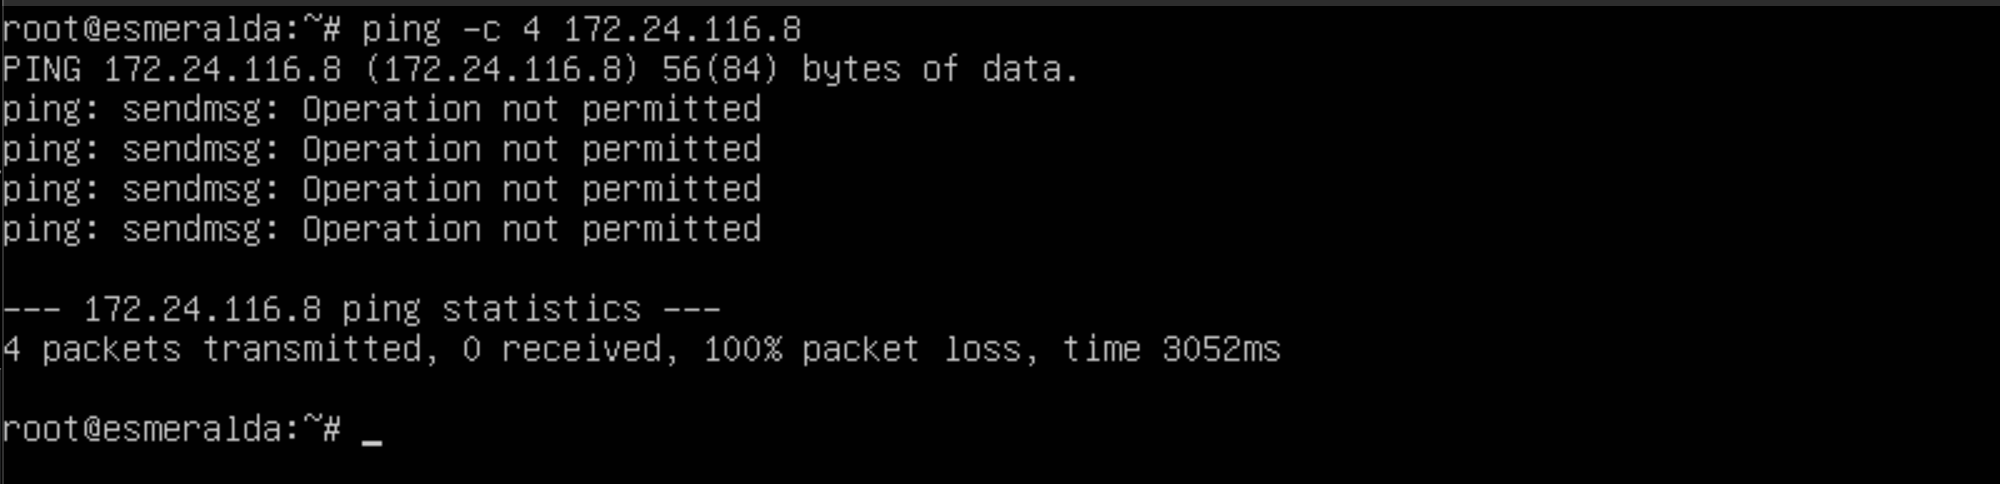 root@esmeralda:~# ping -c 4 172.24.116.8
PING 172.24.116.8 (172.24.116.8) 56(84) bytes of data.
ping: sendmsg: Operation not permitted
ping: sendmsg: Operation not permitted
ping: sendmsg: Operation not permitted
ping: sendmsg: Operation not permitted
--- 172.24.116.8 ping statistics ---
4 packets transmitted, 0 received, 100% packet loss, time 3052ms
root@esmeralda:~# _